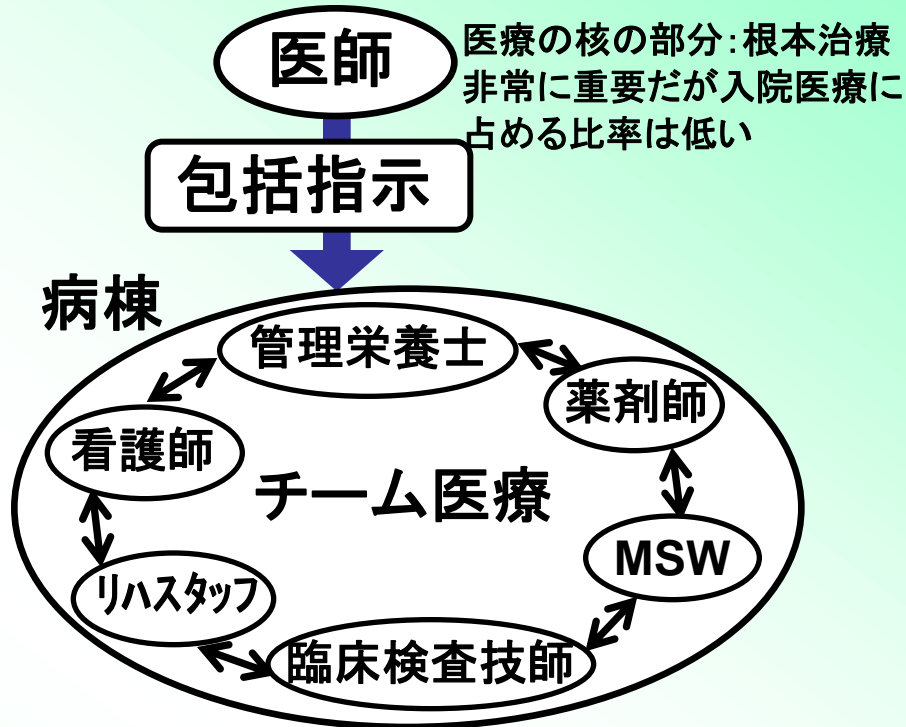 医師
医療の核の部分：根本治療
非常に重要だが入院医療に
占める比率は低い
包括指示
病棟
管理栄養士
薬剤師
看護師
チーム医療
MSW
リハスタッフ
臨床検査技師